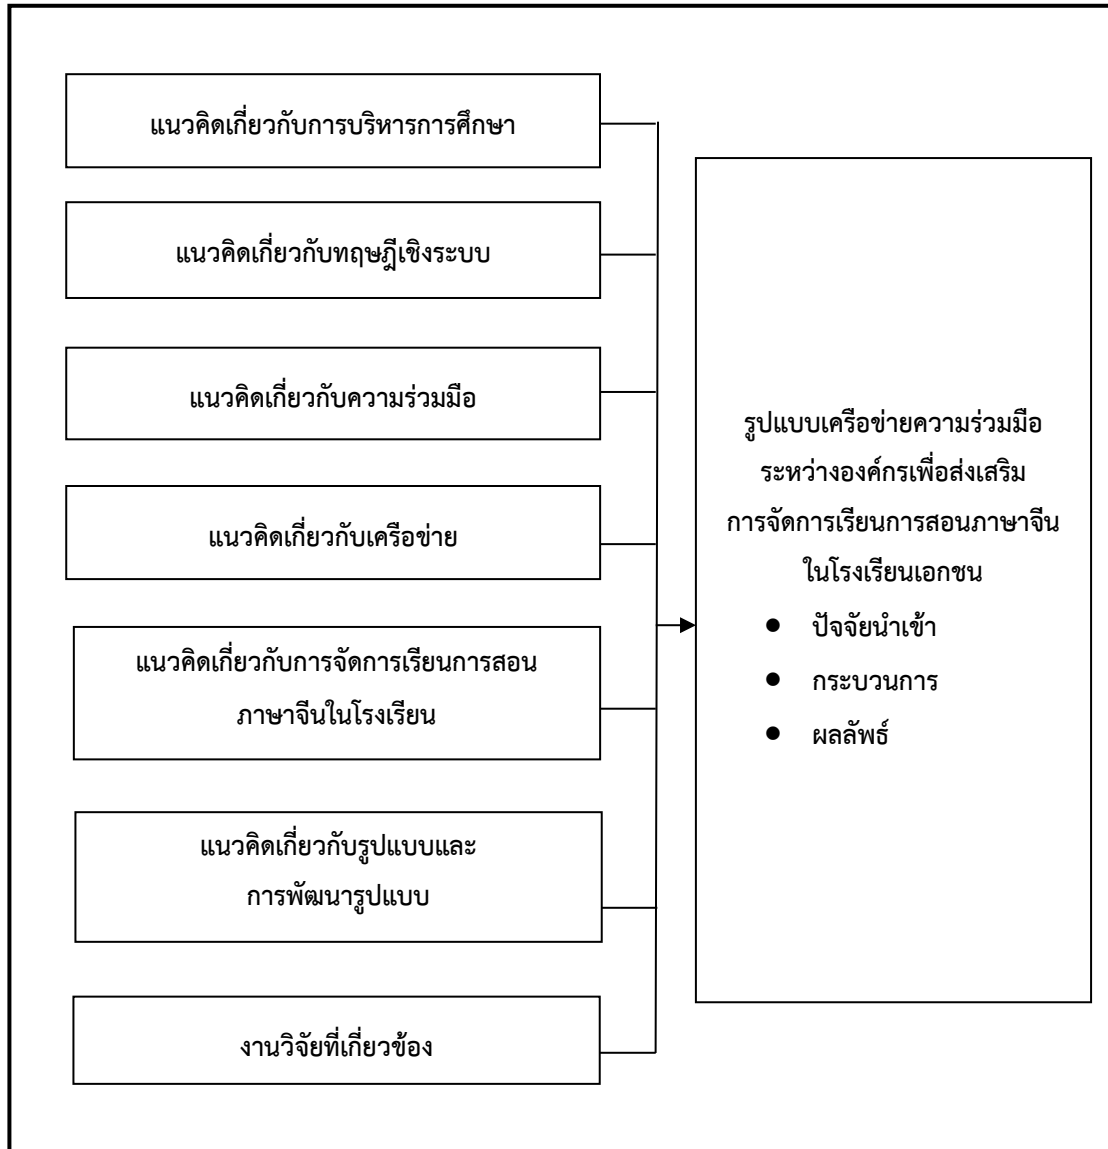 แนวคิดเกี่ยวกับการบริหารการศึกษา
แนวคิดเกี่ยวกับทฤษฎีเชิงระบบ
แนวคิดเกี่ยวกับความร่วมมือ
แนวคิดเกี่ยวกับเครือข่าย
แนวคิดเกี่ยวกับการจัดการเรียนการสอน
ภาษาจีนในโรงเรียน
แนวคิดเกี่ยวกับรูปแบบและ
การพัฒนารูปแบบ
งานวิจัยที่เกี่ยวข้อง
รูปแบบเครือข่ายความร่วมมือ
ระหว่างองค์กรเพื่อส่งเสริม
การจัดการเรียนการสอนภาษาจีน
ในโรงเรียนเอกชน
● ปัจจัยนำเข้า
● กระบวนการ
● ผลลัพธ์